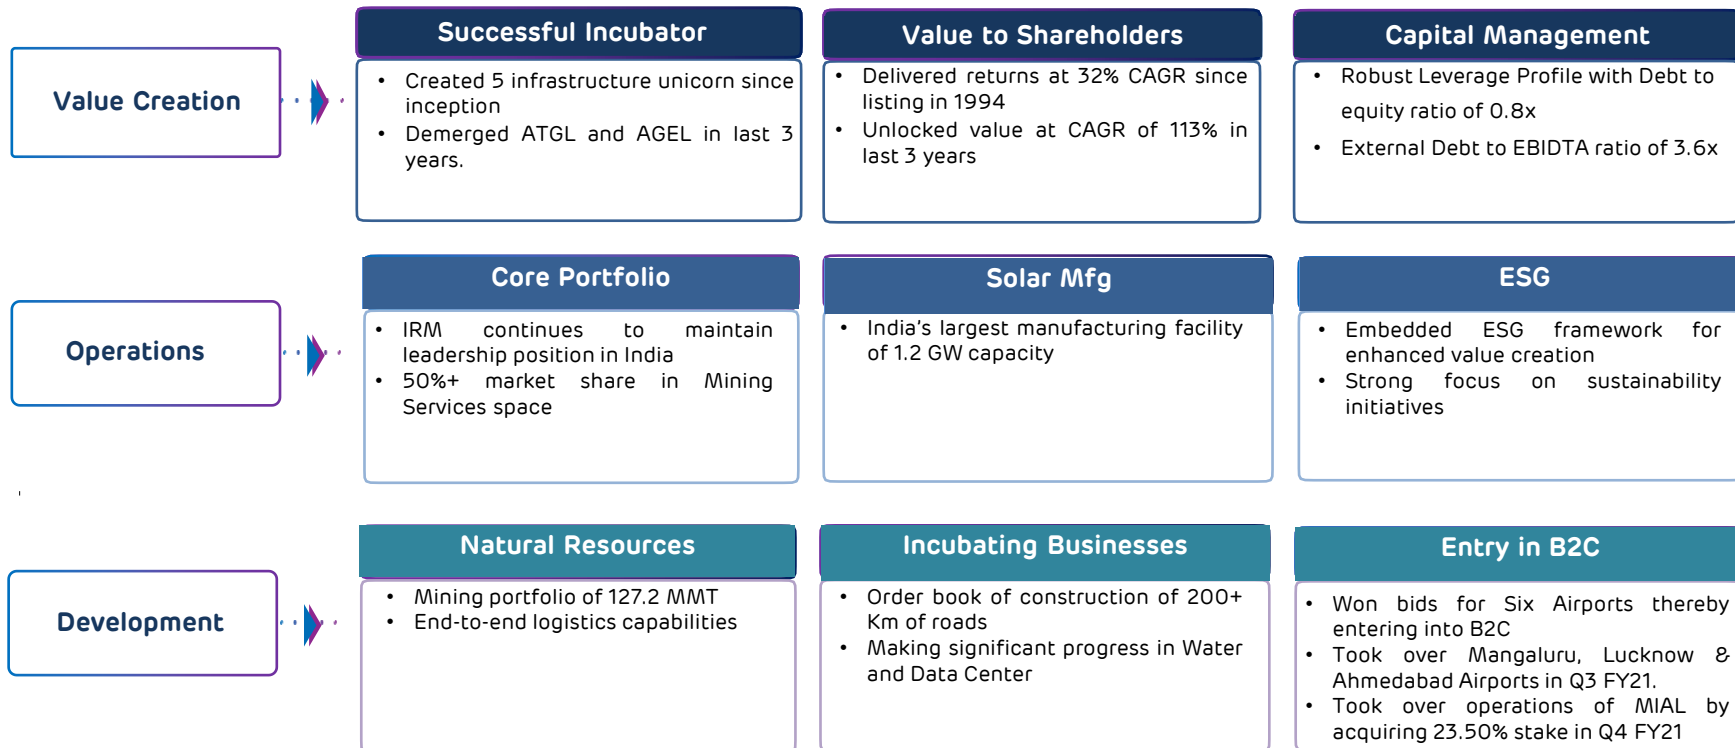 Value Creation
Successful Incubator
• Created 5 infrastructure unicorn since
inception
• Demerged ATGL and AGEL in last 3
years.
Value to Shareholders
• Delivered returns at 32% CAGR since
listing in 1994
• Unlocked value at CAGR of 113% in
last 3 years
Capital Management
• Robust Leverage Profile with Debt to
equity ratio of 0.8x
• External Debt to EBIDTA ratio of 3.6x
Operations
Core Portfolio
• IRM continues to maintain
leadership position in India
• 50%+ market share in Mining
Services space
Solar Mfg
• India's largest manufacturing facility
of 1.2 GW capacity
ESG
• Embedded ESG framework for
enhanced value creation
• Strong focus on sustainability
initiatives
Development
Natural Resources
• Mining portfolio of 127.2 MMT
• End-to-end logistics capabilities
Incubating Businesses
• Order book of construction of 200+
Km of roads
• Making significant progress in Water
and Data Center
Entry in B2C
• Won bids for Six Airports thereby
entering into B2C
• Took over Mangaluru, Lucknow &
Ahmedabad Airports in Q3 FY21.
• Took over operations of MIAL by
acquiring 23.50% stake in Q4 FY21